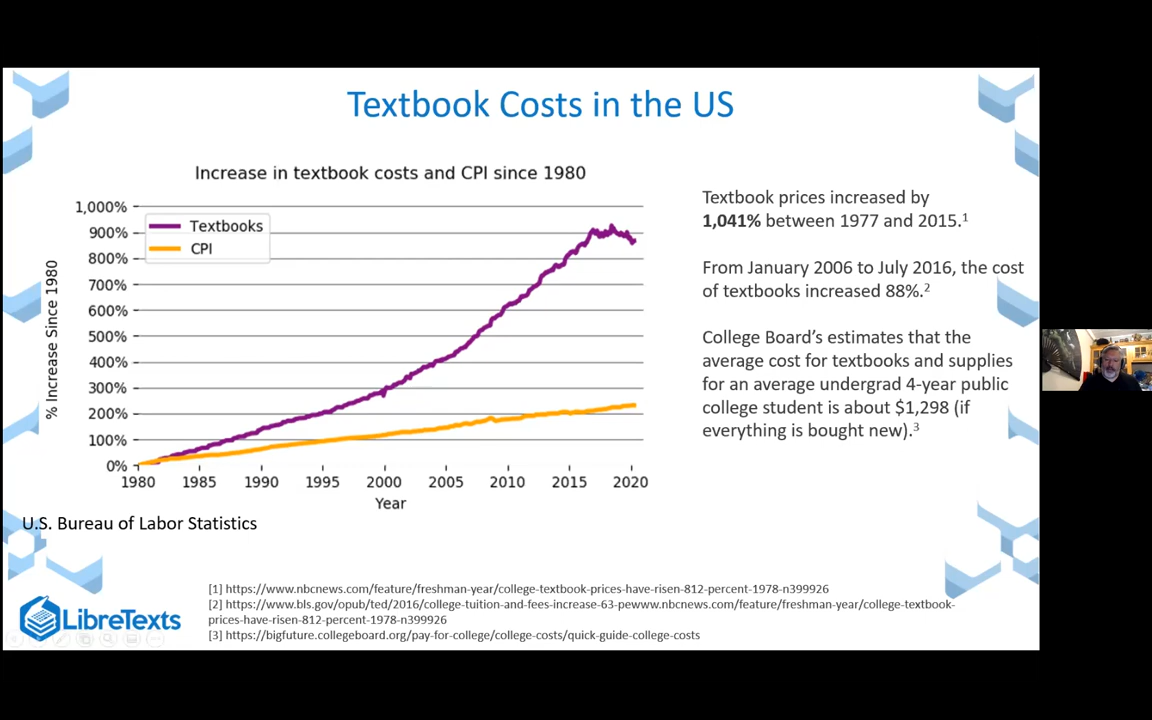 Textbook Costs in the US
Increase in textbook costs and CPI since 1980
1,000%
900%
800%
700%
600%
500%
400%
300%
200%
100%
0%
% Increase Since 1980
Textbooks
CPI
1980 1985 1990 1995 2000 2005 2010 2015 2020
Year
U.S. Bureau of Labor Statistics
Textbook prices increased by
1,041% between 1977 and 2015.1
From January 2006 to July 2016, the cost
of textbooks increased 88%.2
College Board’s estimates that the
average cost for textbooks and supplies
for an average undergrad 4-year public
college student is about $1,298 (if
everything is bought new).3
[1] https://www.nbcnews.com/feature/freshman-year/college-textbook-prices-have-risen-812-percent-1978-n399926
[2] https://www.bls.gov/opub/ted/2016/college-tuition-and-fees-increase-63-pewww.nbcnews.com/feature/freshman-year/college-textbook-
prices-have-risen-812-percent-1978-n399926
[3] https://bigfuture.collegeboard.org/pay-for-college/college-costs/quick-guide-college-costs
LibreTexts